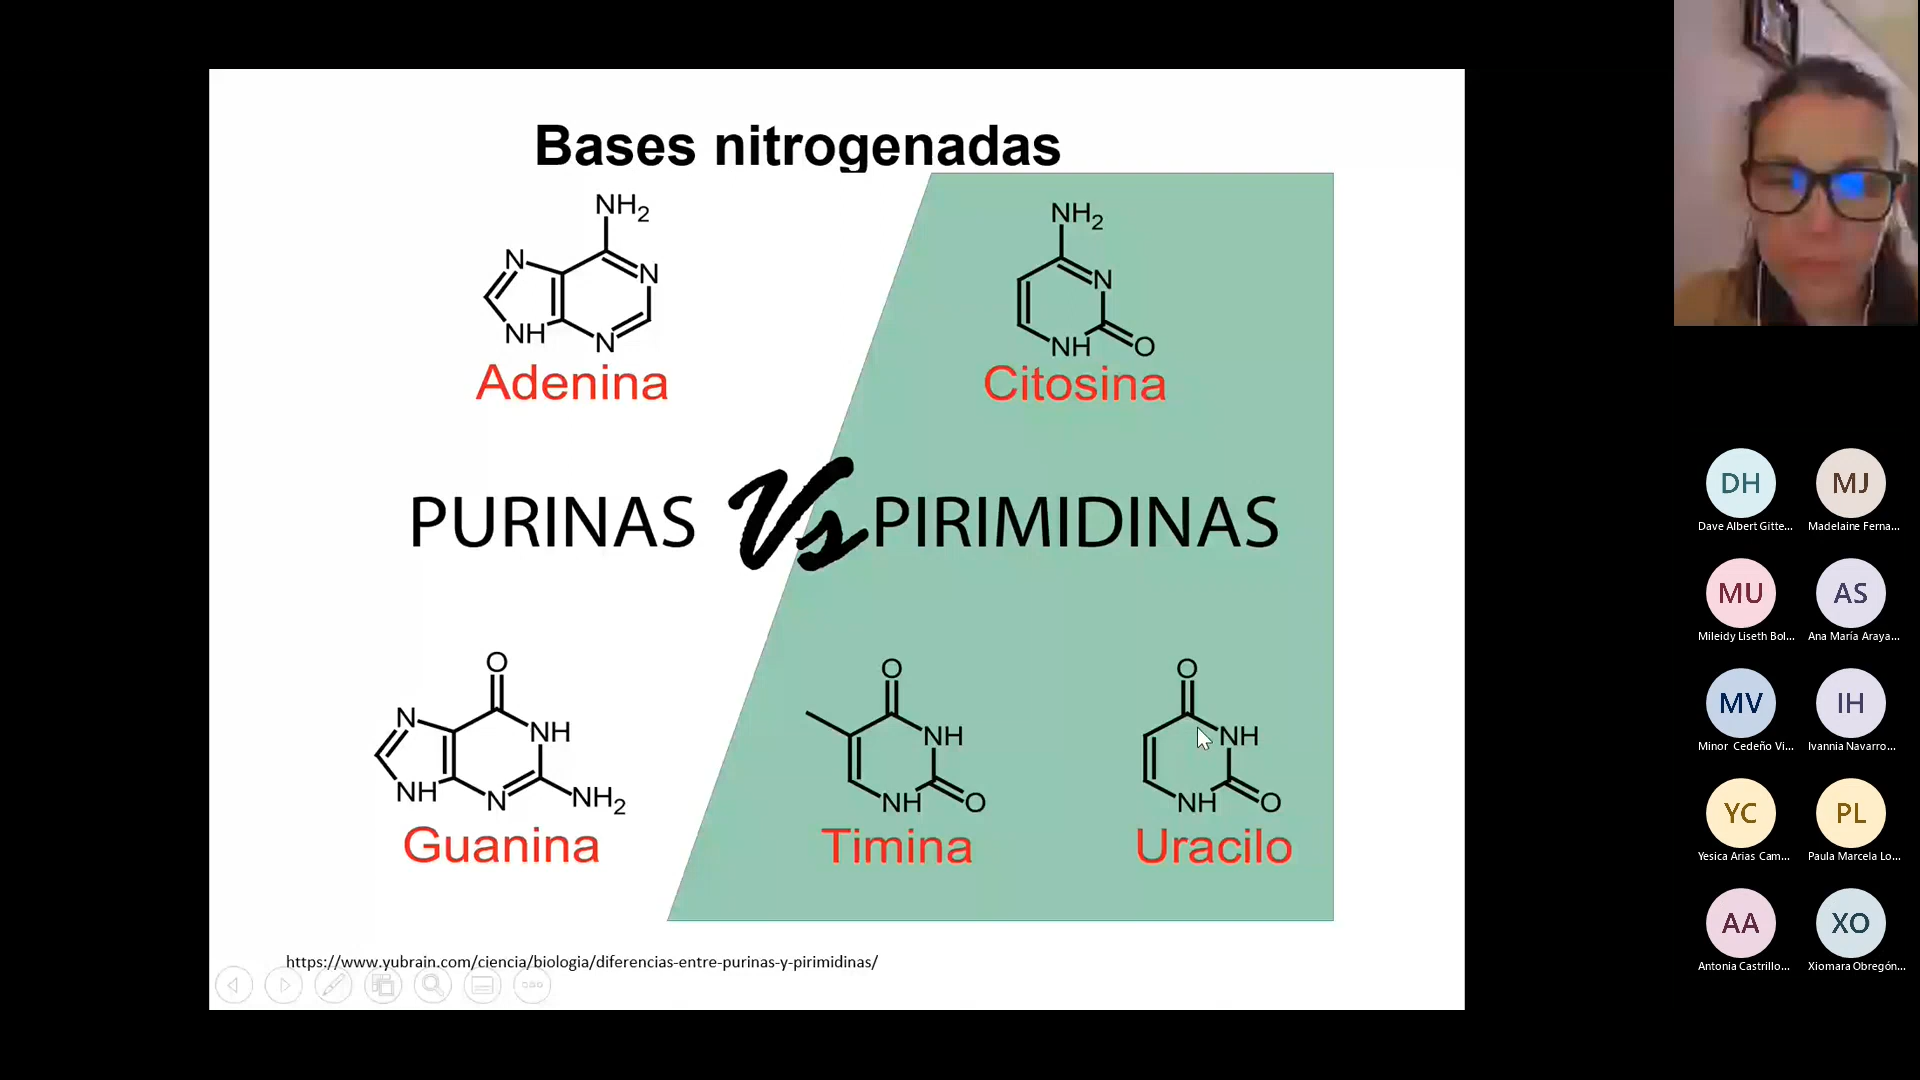 Bases nitrogenadas
NH2
N
N
NH
N
Adenina
NH2
N
NH
O
Citosina
PURINAS Vs PIRIMIDINAS
O
N
NH
NH
N
NH2
Guanina
O
NH
NH
O
Timina
O
NH
NH
O
Uracilo
https://www.yubrain.com/ciencia/biologia/diferencias-entre-purinas-y-pirimidinas/
DH
MJ
Dave Albert Gitte...
Madelaine Ferna...
MU
AS
Mileidy Liseth Bol...
Ana María Araya...
MV
IH
Minor Cedeño Vi...
Ivannia Navarro...
YC
PL
Yesica Arias Cam...
Paula Marcela Lo...
AA
XO
Antonia Castrillo...
Xiomara Obregón...